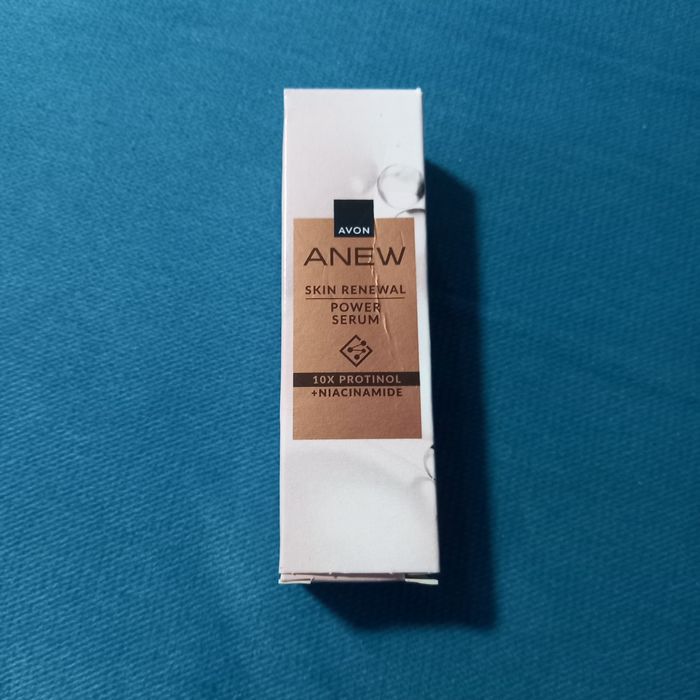 AVON
ANEW
SKIN RENEWAL
POWER
SERUM
10X PROTINOL
+NIACINAMIDE